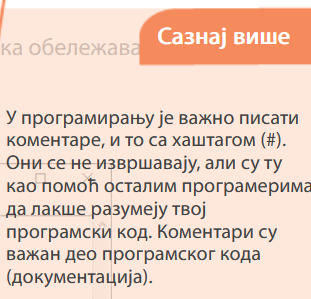 ка обележава
Сазнај више
У програмирању је важно писати
коментаре, и то са хаштагом (#).
Они се не извршавају, али су ту
као помоћ осталим програмерима
да лакше разумеју твој
програмски код. Коментари су
важан део програмског кода
(документација).